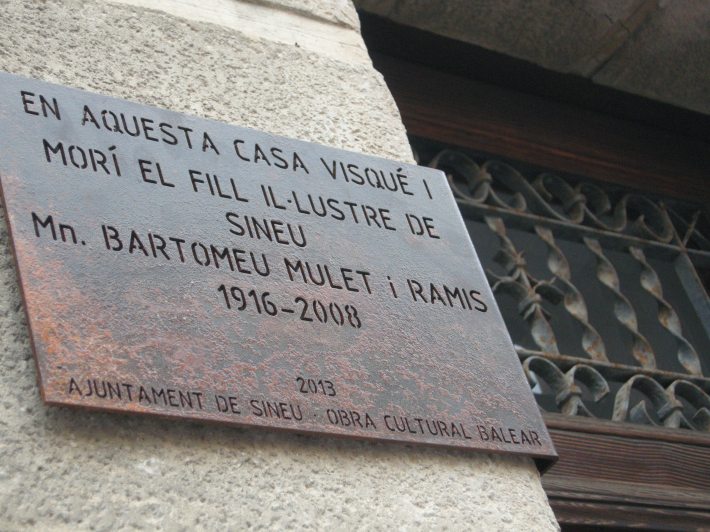 EN AQUESTA CASA VISQUÉ I
MORÍ EL FILL IL·LUSTRE DE
SINEU
Mn. BARTOMEU MULET i RAMIS
1916-2008
2013
AJUNTAMENT DE SINEU · OBRA CULTURAL BALEAR